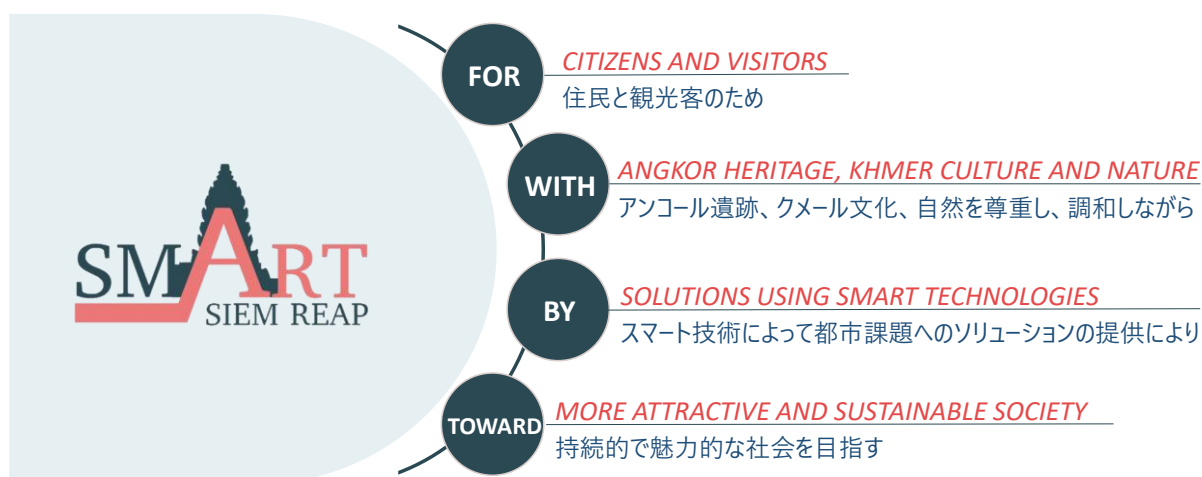 SMART
SIEM REAP
FOR
CITIZENS AND VISITORS
住民と観光客のため
WITH
ANGKOR HERITAGE, KHMER CULTURE AND NATURE
アンコール遺跡、クメール文化、自然を尊重し、調和しながら
BY
SOLUTIONS USING SMART TECHNOLOGIES
スマート技術によって都市課題へのソリューションの提供により
TOWARD
MORE ATTRACTIVE AND SUSTAINABLE SOCIETY
持続的で魅力的な社会を目指す